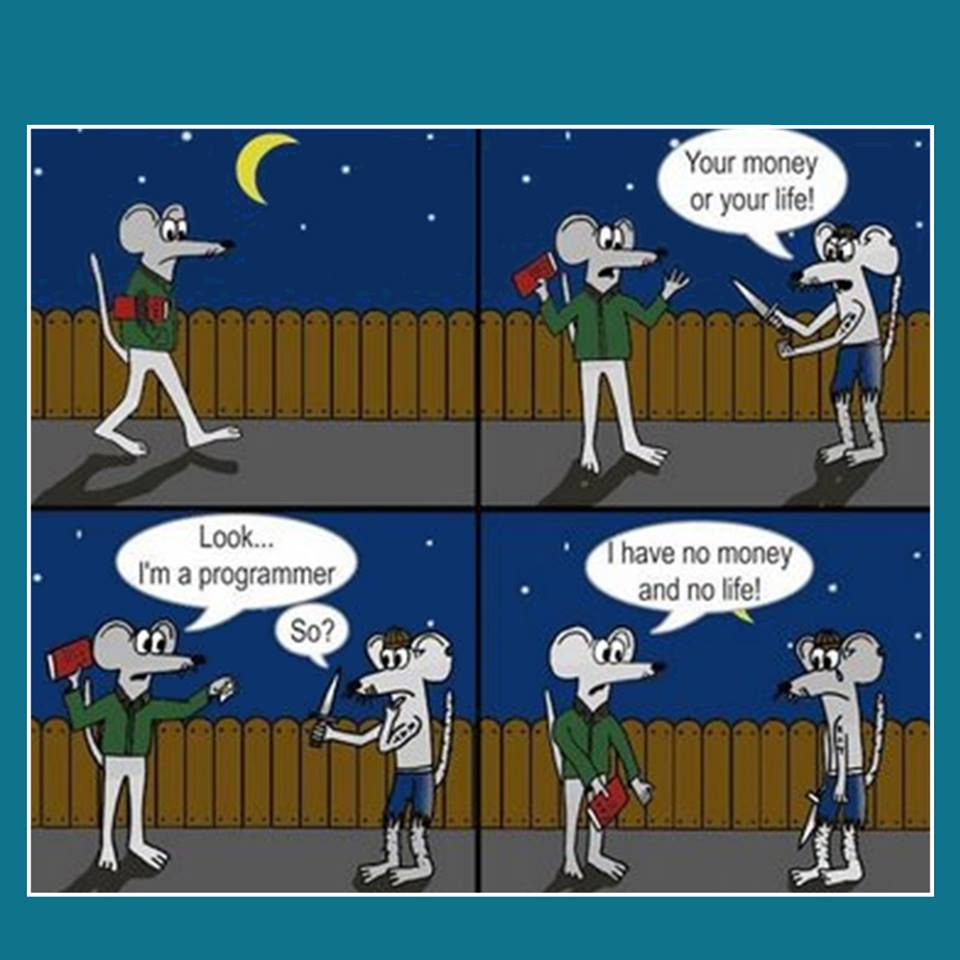 Your money
or your life!
Look...
I'm a programmer
So?
I have no money
and no life!